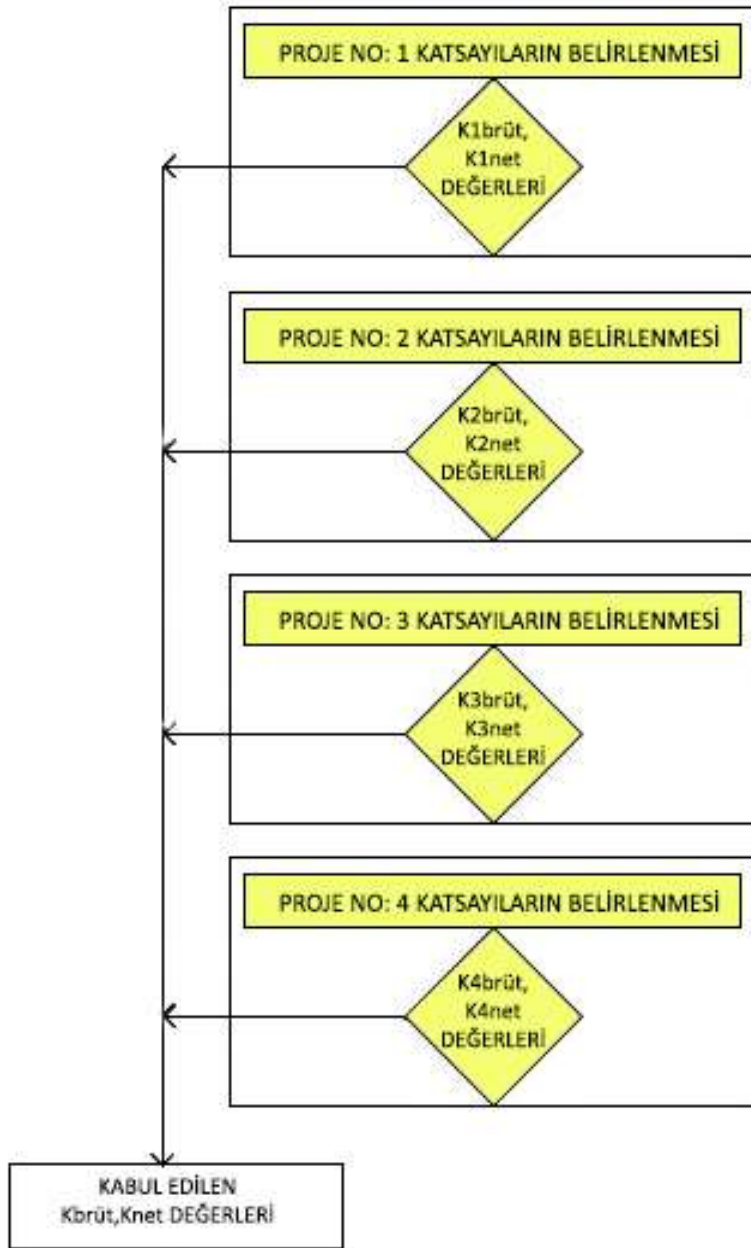 PROJE NO: 1 KATSAYILARIN BELİRLENMESİ
K1brüt,
K1net
DEĞERLERİ
PROJE NO: 2 KATSAYILARIN BELİRLENMESİ
K2brüt,
K2net
DEĞERLERİ
PROJE NO: 3 KATSAYILARIN BELİRLENMESİ
K3brüt,
K3net
DEĞERLERİ
PROJE NO: 4 KATSAYILARIN BELİRLENMESİ
K4brüt,
K4net
DEĞERLERİ
KABUL EDİLEN
Kbrüt,Knet DEĞERLERİ